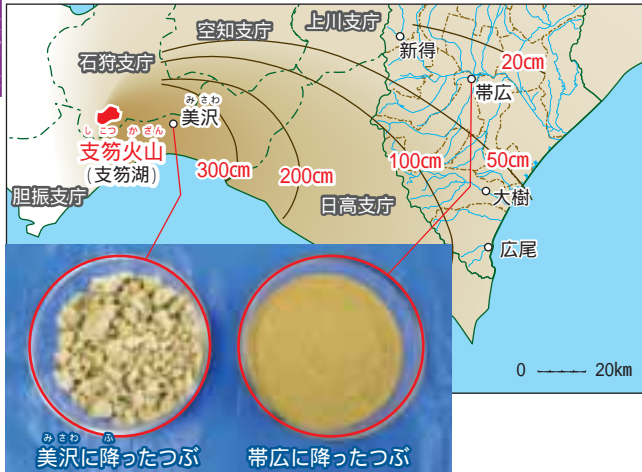 空知支庁
上川支庁
石狩支庁
新得
20cm
帯広
みさわ
美沢
しこつかざん
支笏火山
(支笏湖)
300cm
200cm
100cm
50cm
大樹
胆振支庁
日高支庁
広尾
0 20km
みさわ ふ
美沢に降ったつぶ
帯広に降ったつぶ